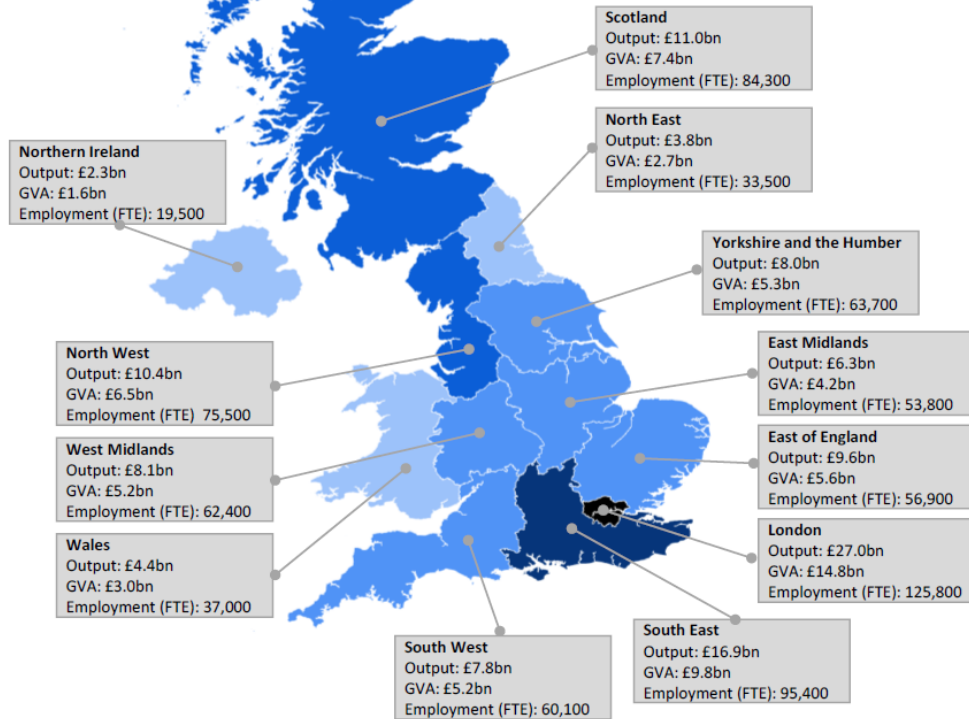 Scotland
Output: £11.0bn
GVA: £7.4bn
Employment (FTE): 84,300
North East
Output: £3.8bn
GVA: £2.7bn
Employment (FTE): 33,500
Northern Ireland
Output: £2.3bn
GVA: £1.6bn
Employment (FTE): 19,500
Yorkshire and the Humber
Output: £8.0bn
GVA: £5.3bn
Employment (FTE): 63,700
North West
Output: £10.4bn
GVA: £6.5bn
Employment (FTE) 75,500
East Midlands
Output: £6.3bn
GVA: £4.2bn
Employment (FTE): 53,800
West Midlands
Output: £8.1bn
GVA: £5.2bn
Employment (FTE): 62,400
East of England
Output: £9.6bn
GVA: £5.6bn
Employment (FTE): 56,900
Wales
Output: £4.4bn
GVA: £3.0bn
Employment (FTE): 37,000
London
Output: £27.0bn
GVA: £14.8bn
Employment (FTE): 125,800
South West
Output: £7.8bn
GVA: £5.2bn
Employment (FTE): 60,100
South East
Output: £16.9bn
GVA: £9.8bn
Employment (FTE): 95,400